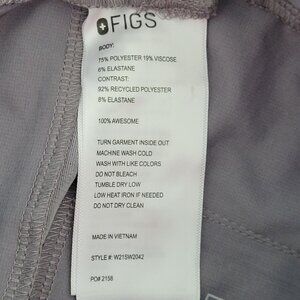 FIGS
BODY:
75% POLYESTER 19% VISCOSE
6% ELASTANE
CONTRAST:
92% RECYCLED POLYESTER
8% ELASTANE
100% AWESOME
TURN GARMENT INSIDE OUT
MACHINE WASH COLD
WASH WITH LIKE COLORS
DO NOT BLEACH
TUMBLE DRY LOW
LOW HEAT IRON IF NEEDED
DO NOT DRY CLEAN
MADE IN VIETNAM
STYLE #: W21SW2042
PO# 2158